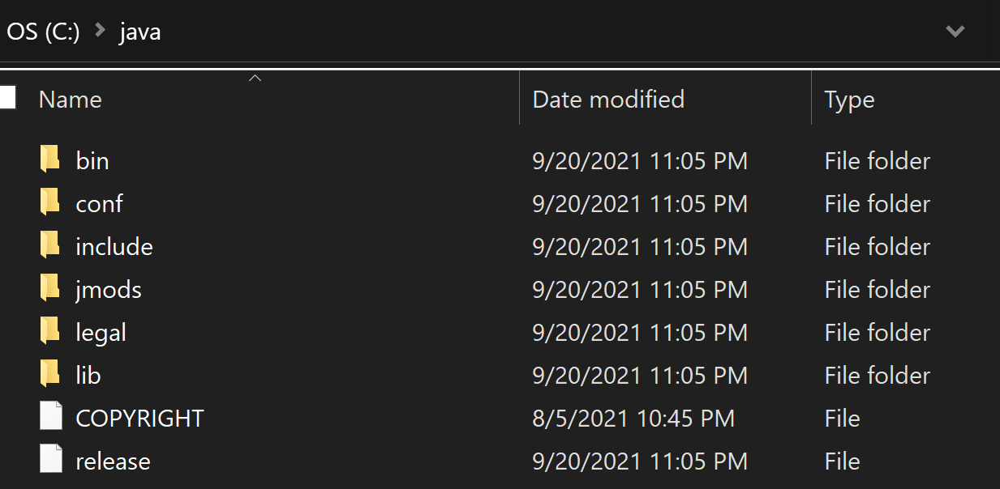 OS (C:) > java
Name Date modified Type
bin 9/20/2021 11:05 PM File folder
conf 9/20/2021 11:05 PM File folder
include 9/20/2021 11:05 PM File folder
jmods 9/20/2021 11:05 PM File folder
legal 9/20/2021 11:05 PM File folder
lib 9/20/2021 11:05 PM File folder
COPYRIGHT 8/5/2021 10:45 PM File
release 9/20/2021 11:05 PM File